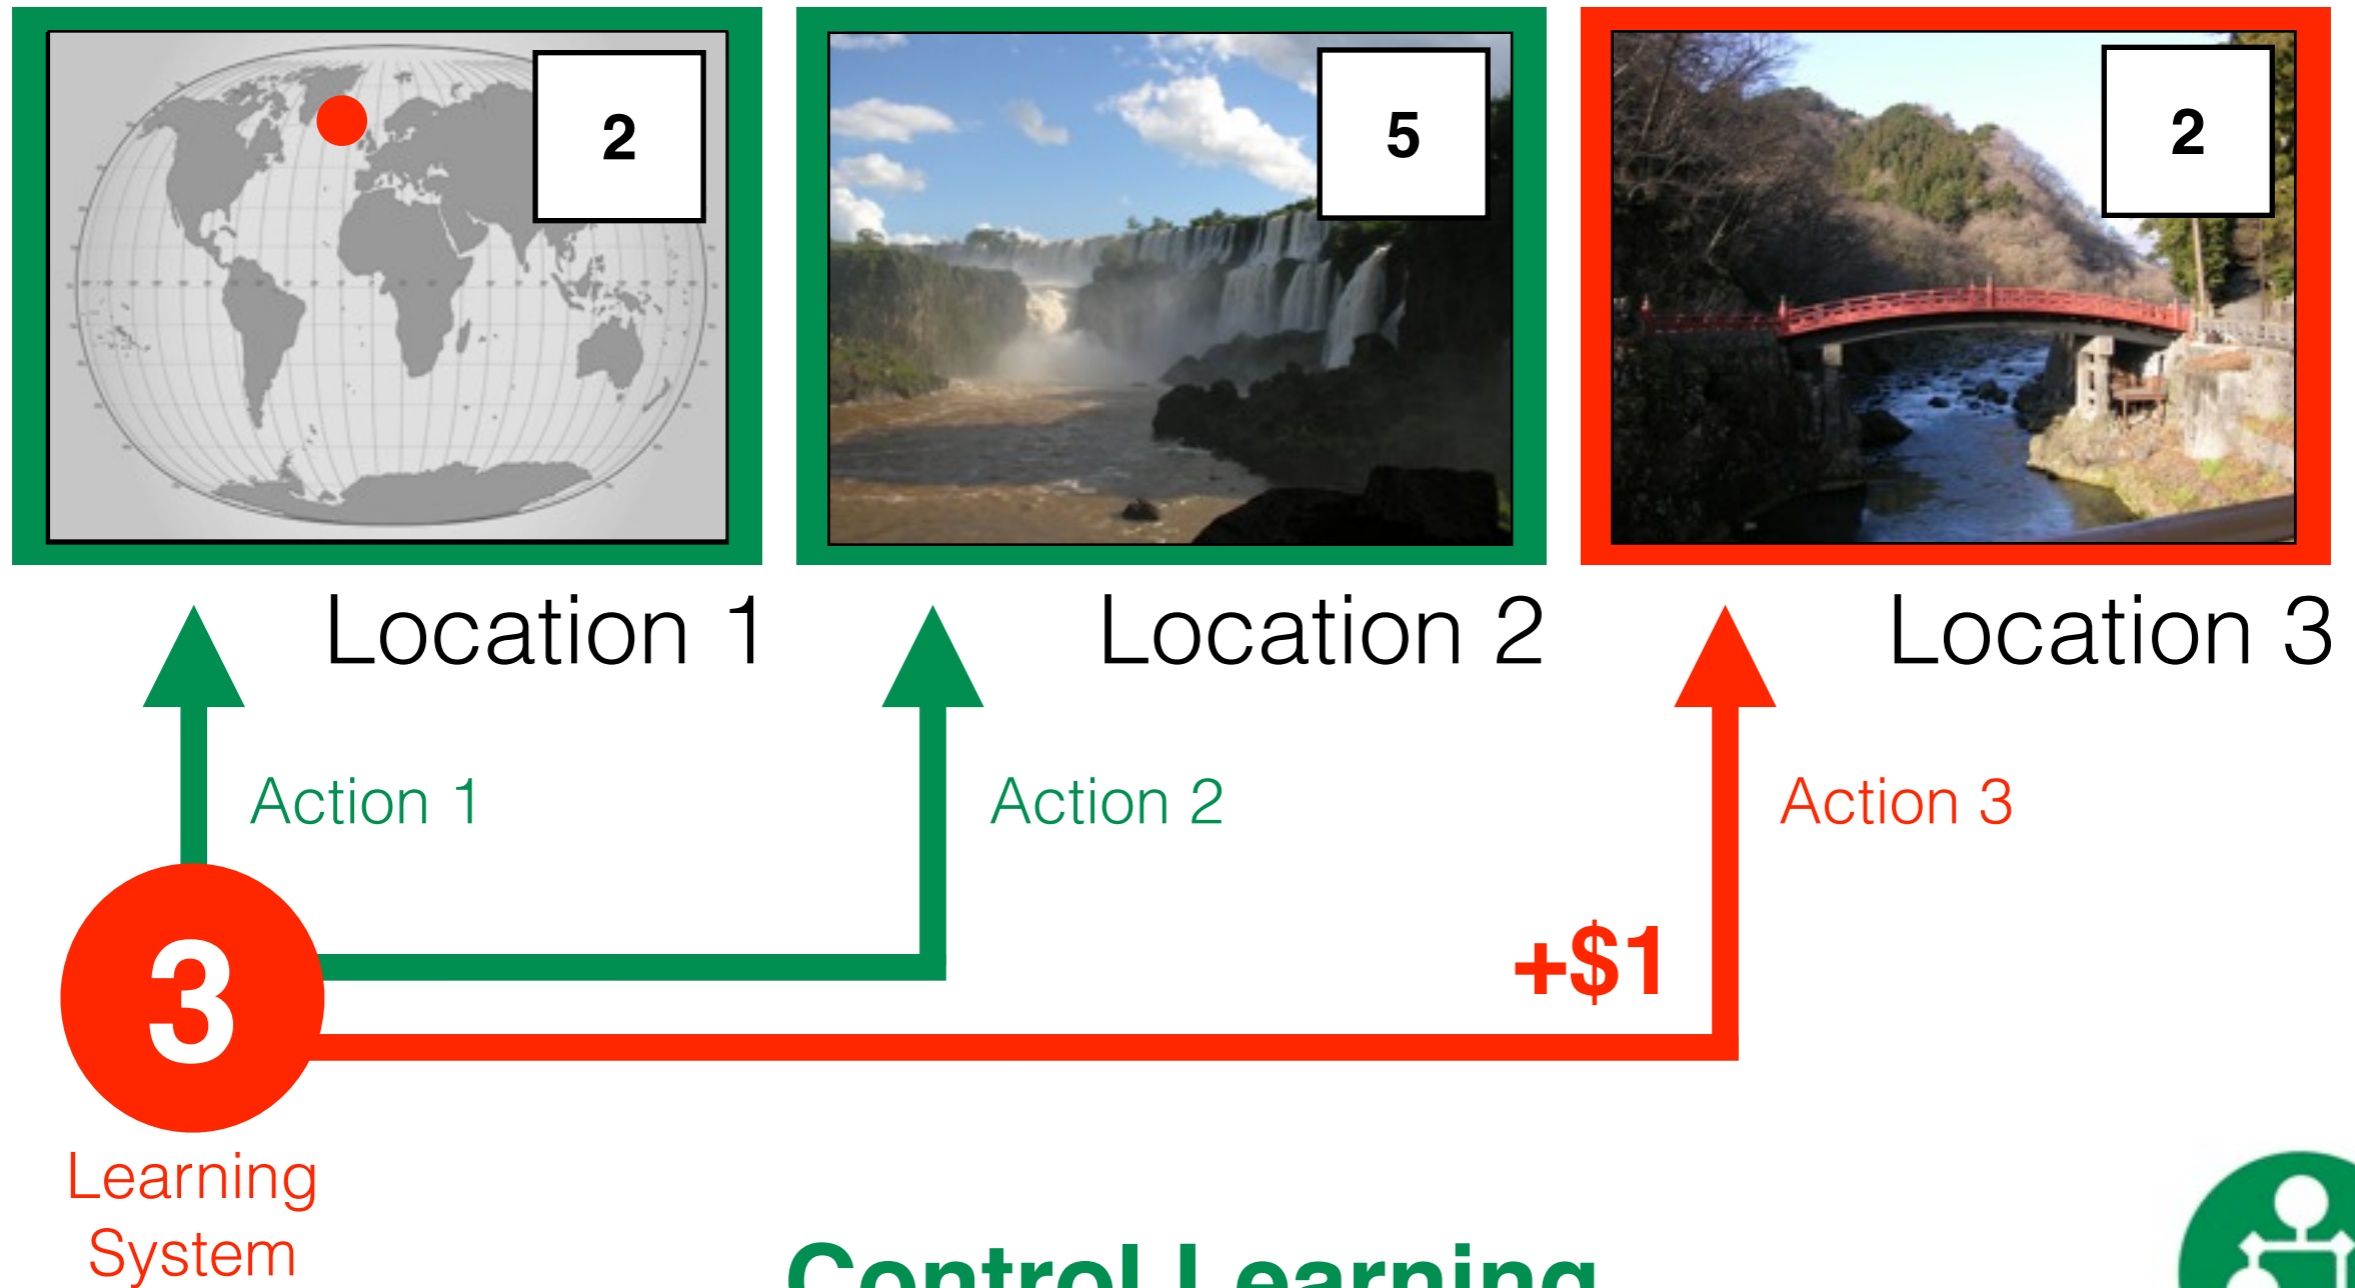 2
5
2
Location 1
Location 2
Location 3
Action 1
Action 2
Action 3
+$1
3
Learning
System
Control Learning